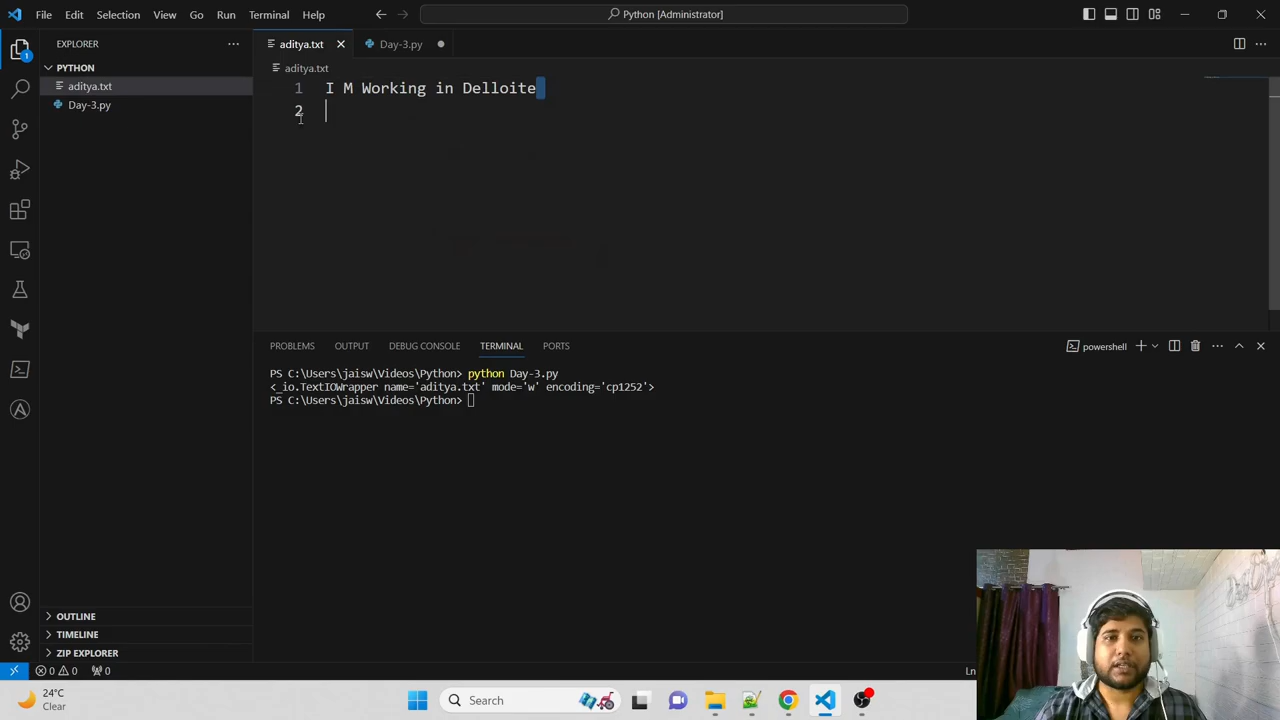 File Edit Selection View Go Run Terminal Help
Python [Administrator]
EXPLORER
aditya.txt
Day-3.py
PYTHON
aditya.txt
aditya.txt
Day-3.py
1 I M Working in Delloite
2
PROBLEMS OUTPUT DEBUG CONSOLE TERMINAL PORTS
powershell
PS C:\Users\jaisw\Videos\Python> python Day-3.py
<_io.TextIOWrapper name='aditya.txt' mode='w' encoding='cp1252'>
PS C:\Users\jaisw\Videos\Python>
OUTLINE
TIMELINE
ZIP EXPLORER
0 0 0
Ln
24°C
Clear
Search